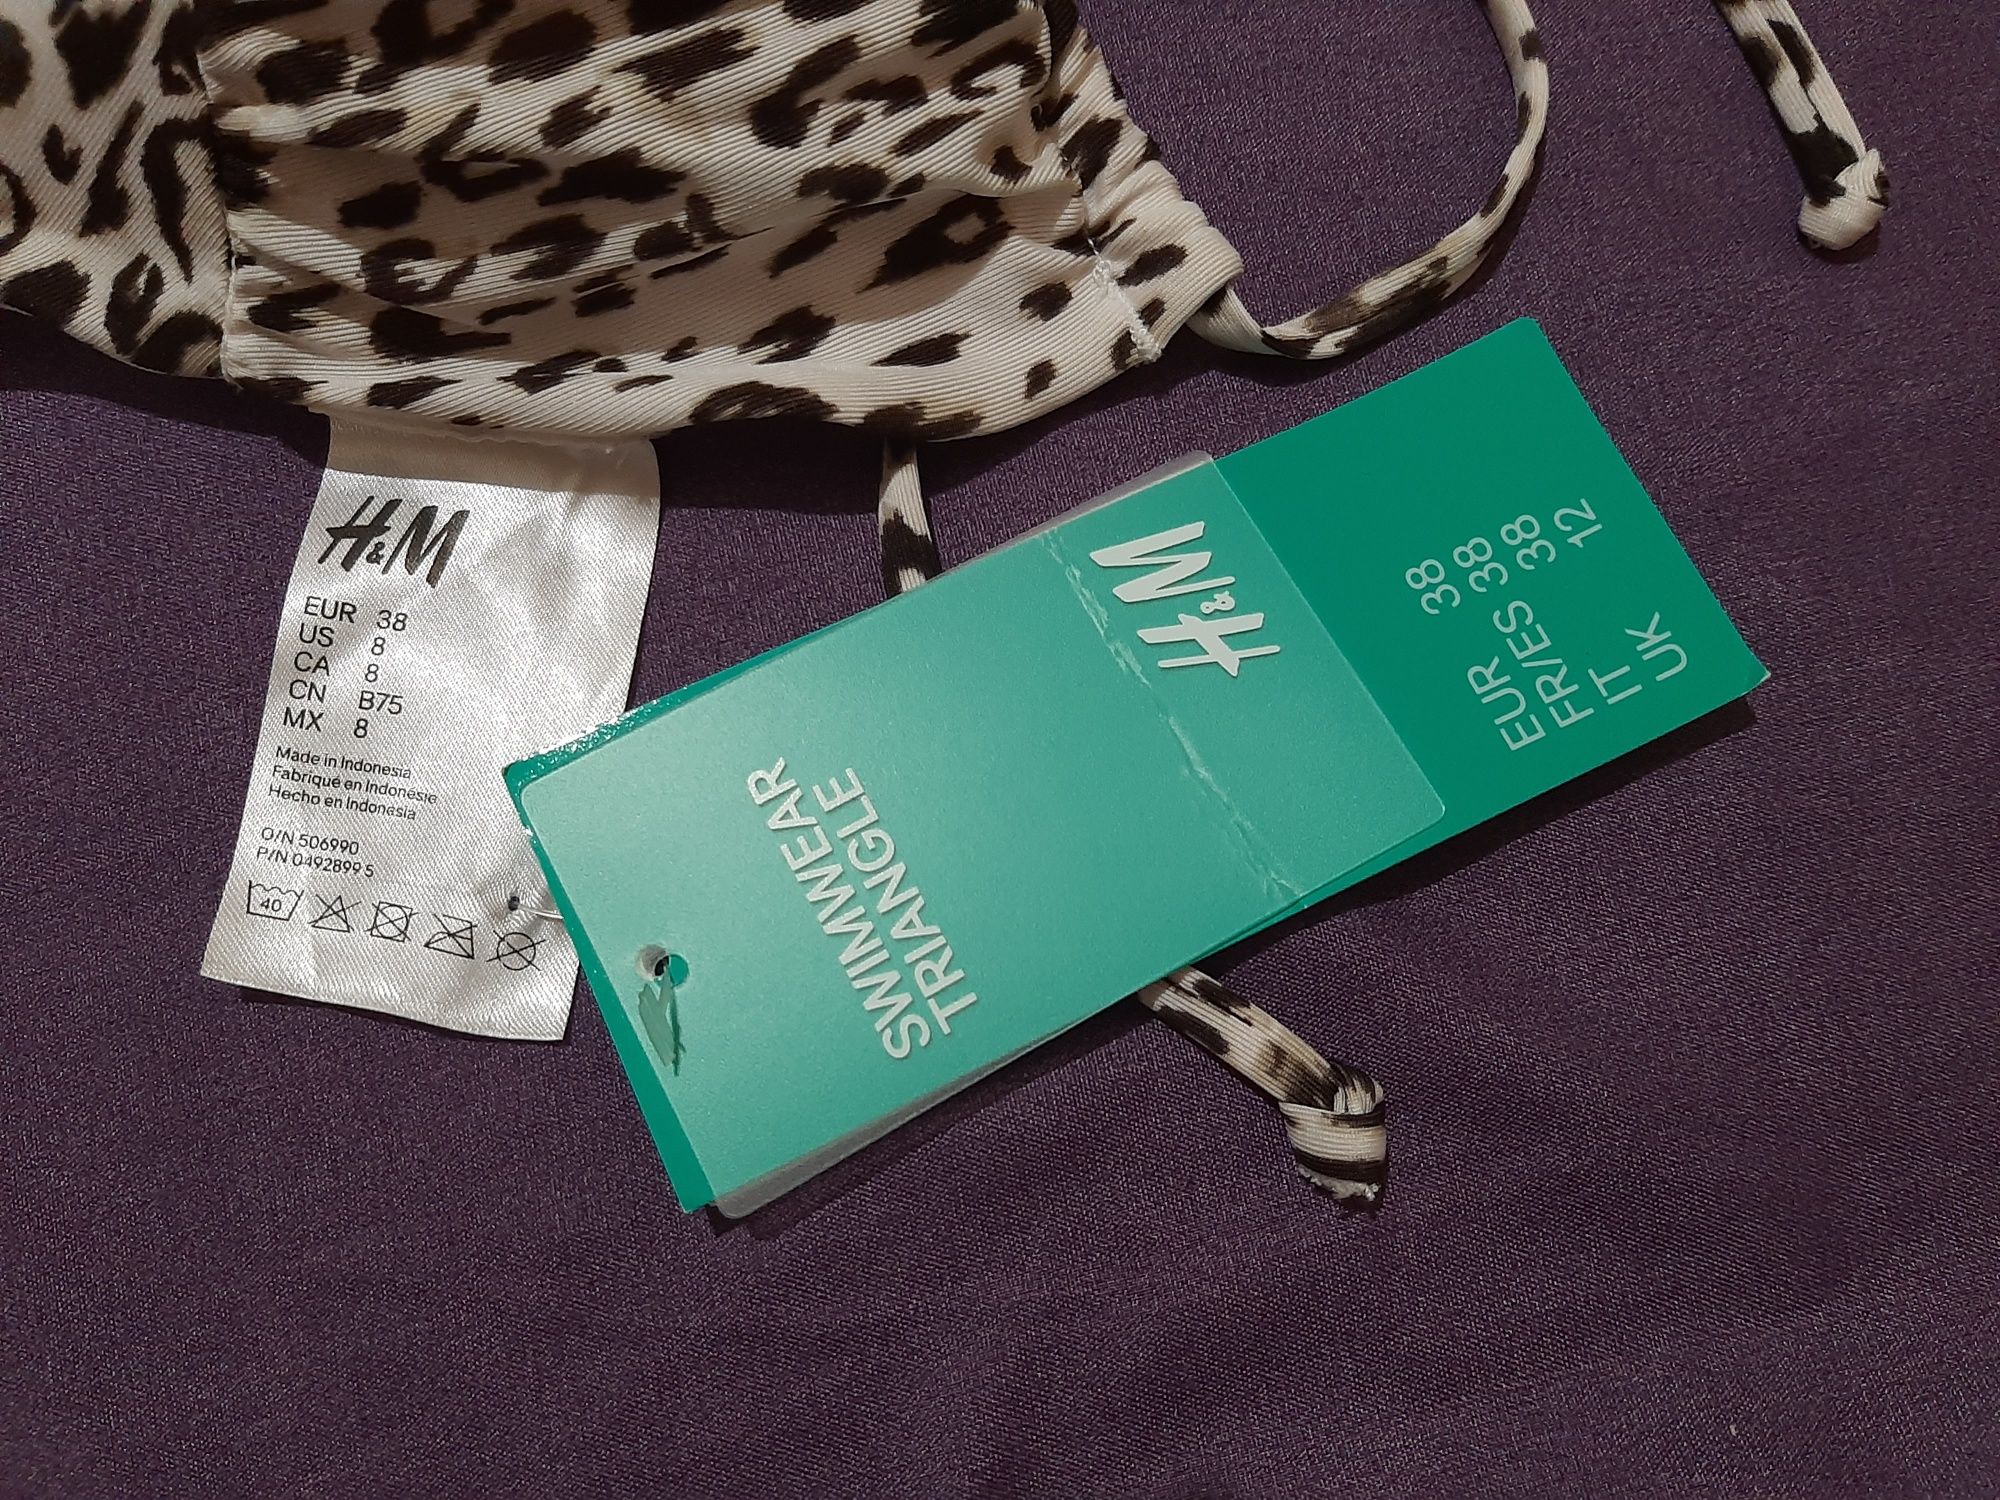 H&M
EUR 38
US 8
CA 8
CN B75
MX 8
Made in Indonesia
Fabriqué en Indonésie
Hecho en Indonesia
O/N 506990
P/N 0492899 5
40
SWIMWEAR
TRIANGLE
H&M
EUR 38
FR/ES 38
IT 38
UK 12